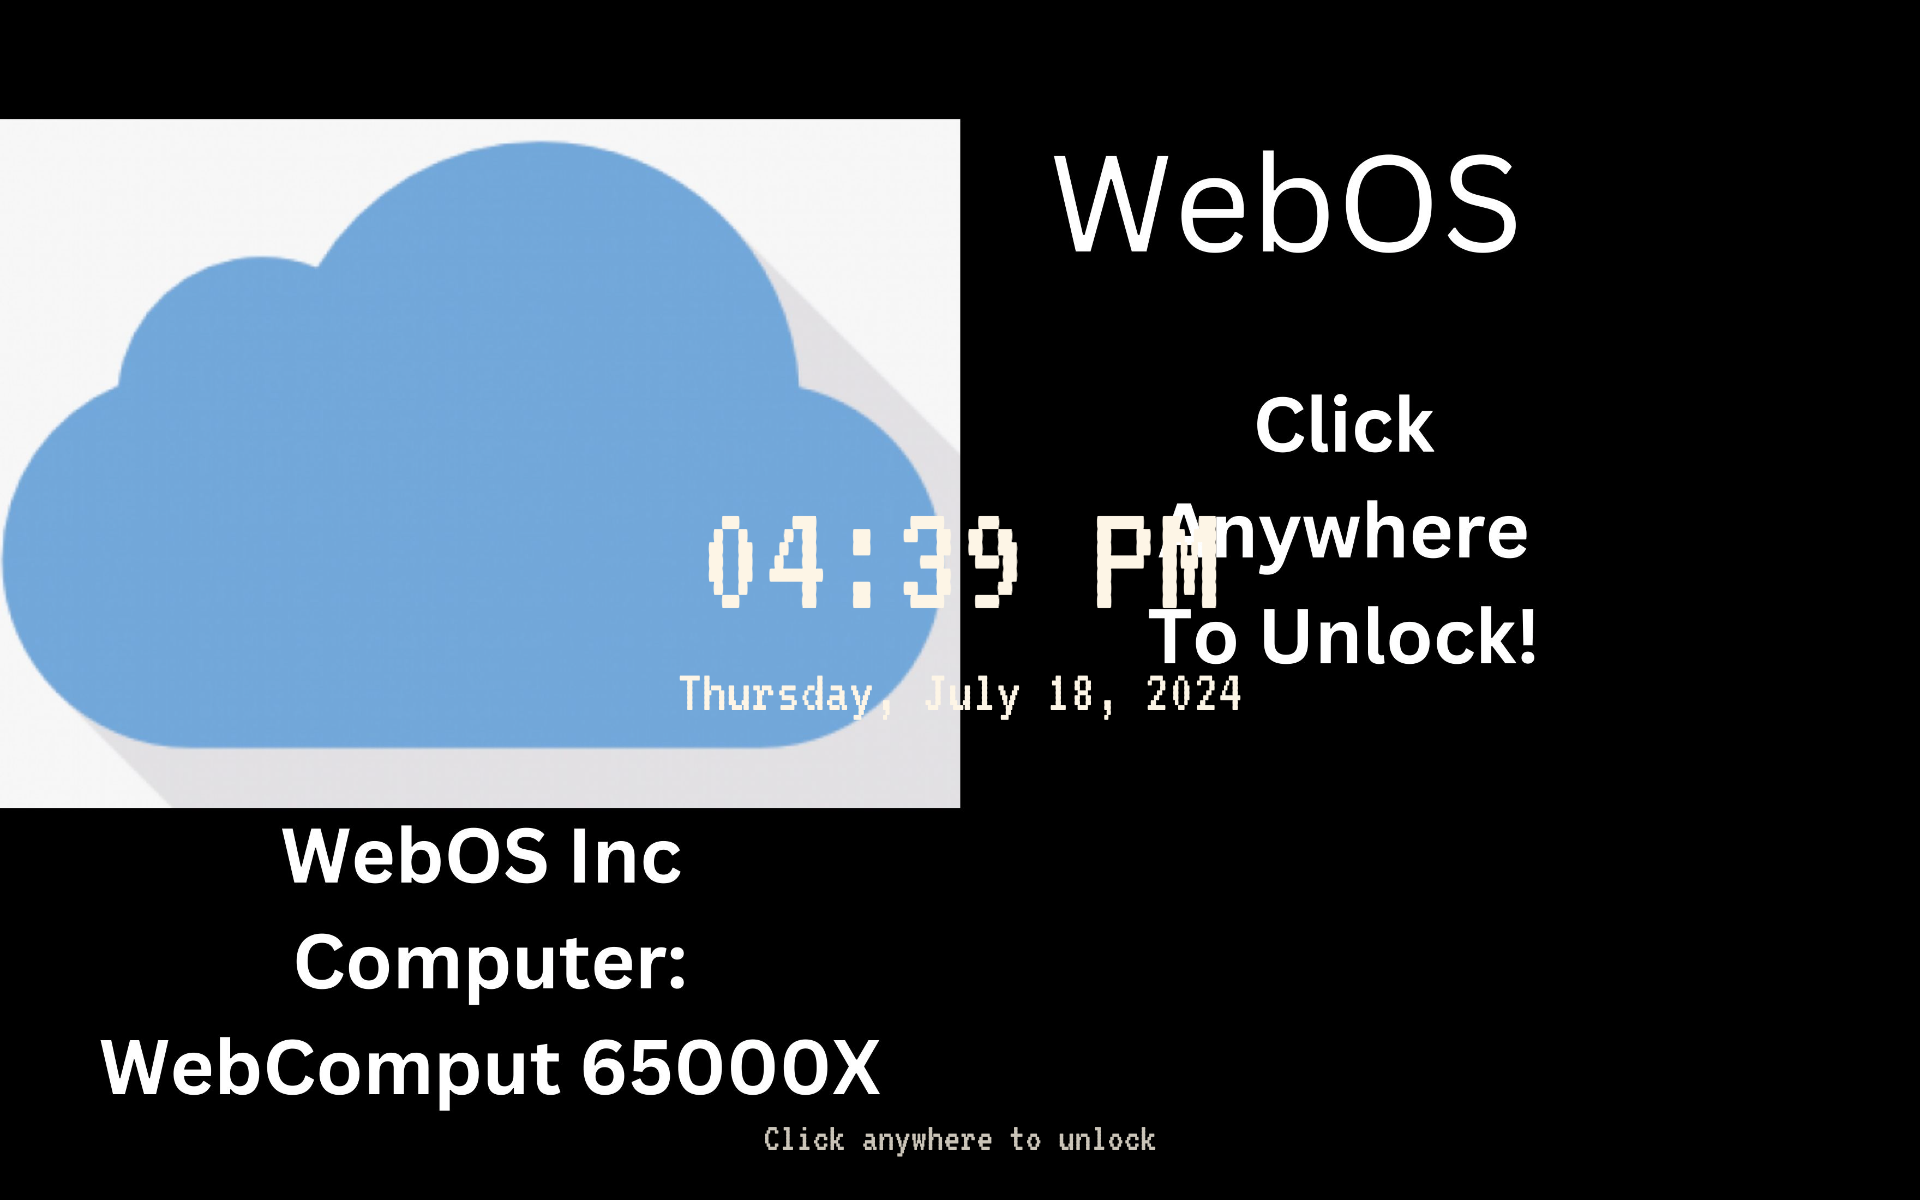 WebOS
Click
Anywhere
To Unlock!
04:39 PM
Thursday, July 18, 2024
WebOS Inc
Computer:
WebComput 65000X
Click anywhere to unlock